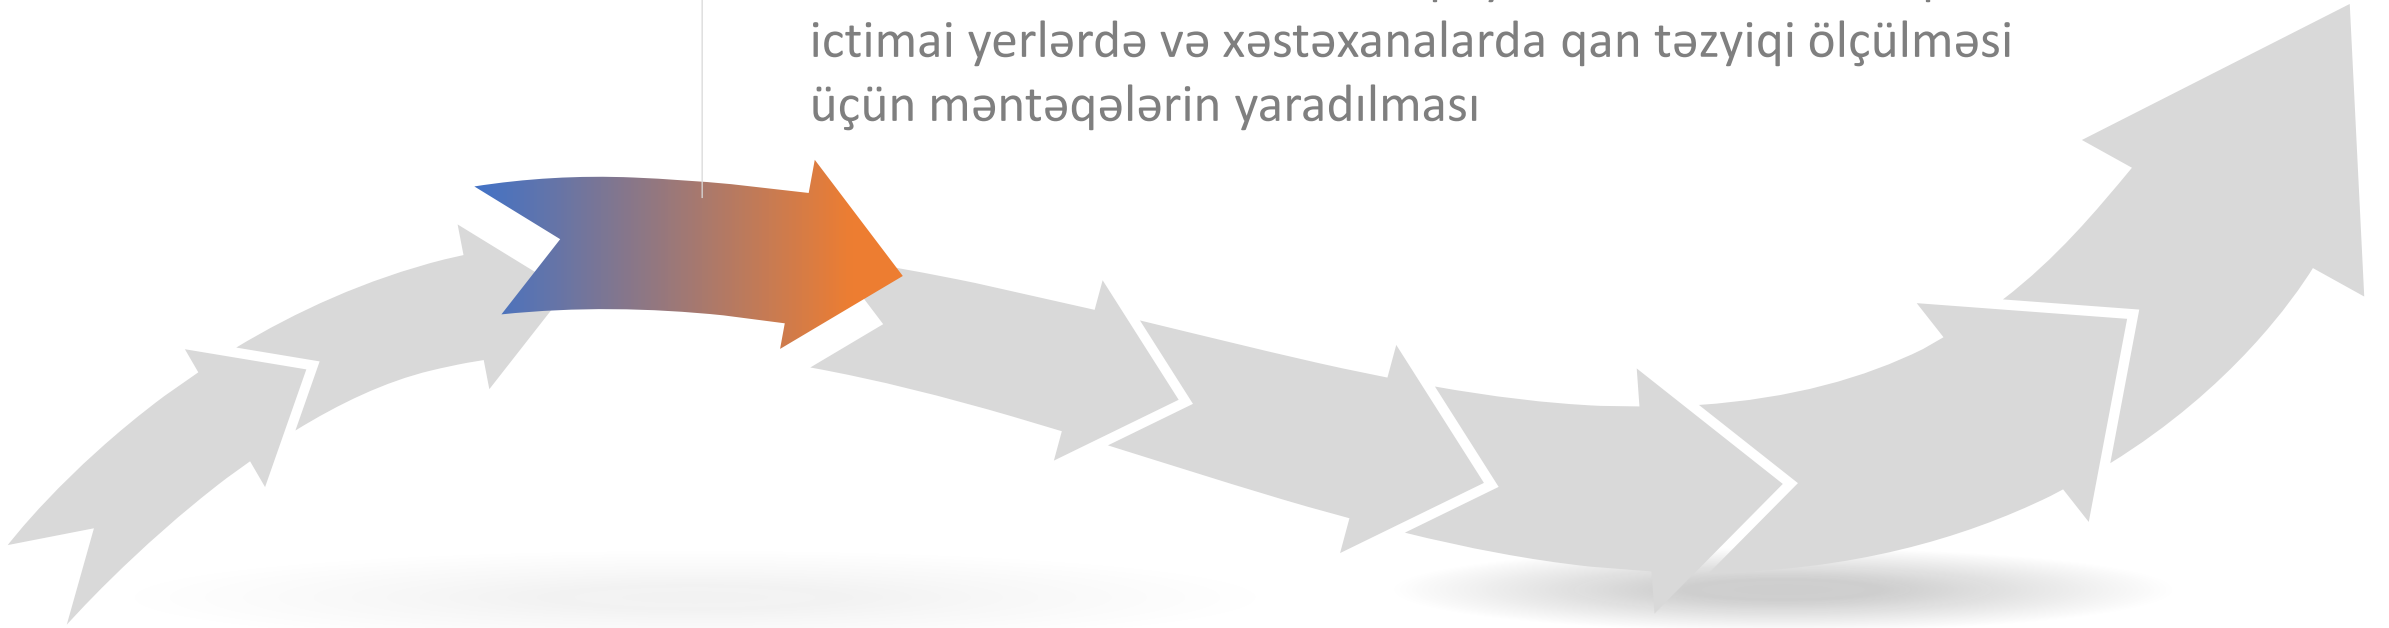 ictimai yerlərdə və xəstəxanalarda qan təzyiqi ölçülməsi
üçün məntəqələrin yaradılması